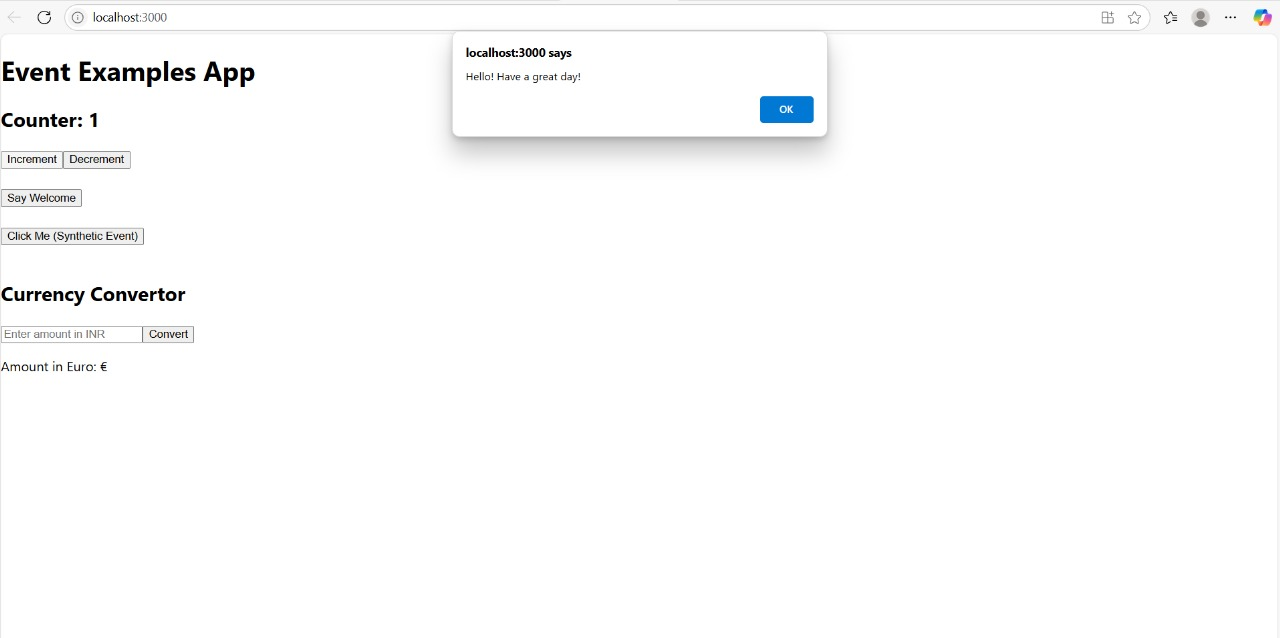 localhost:3000
localhost:3000 says
Hello! Have a great day!
OK
Event Examples App
Counter: 1
Increment Decrement
Say Welcome
Click Me (Synthetic Event)
Currency Convertor
Enter amount in INR Convert
Amount in Euro: €